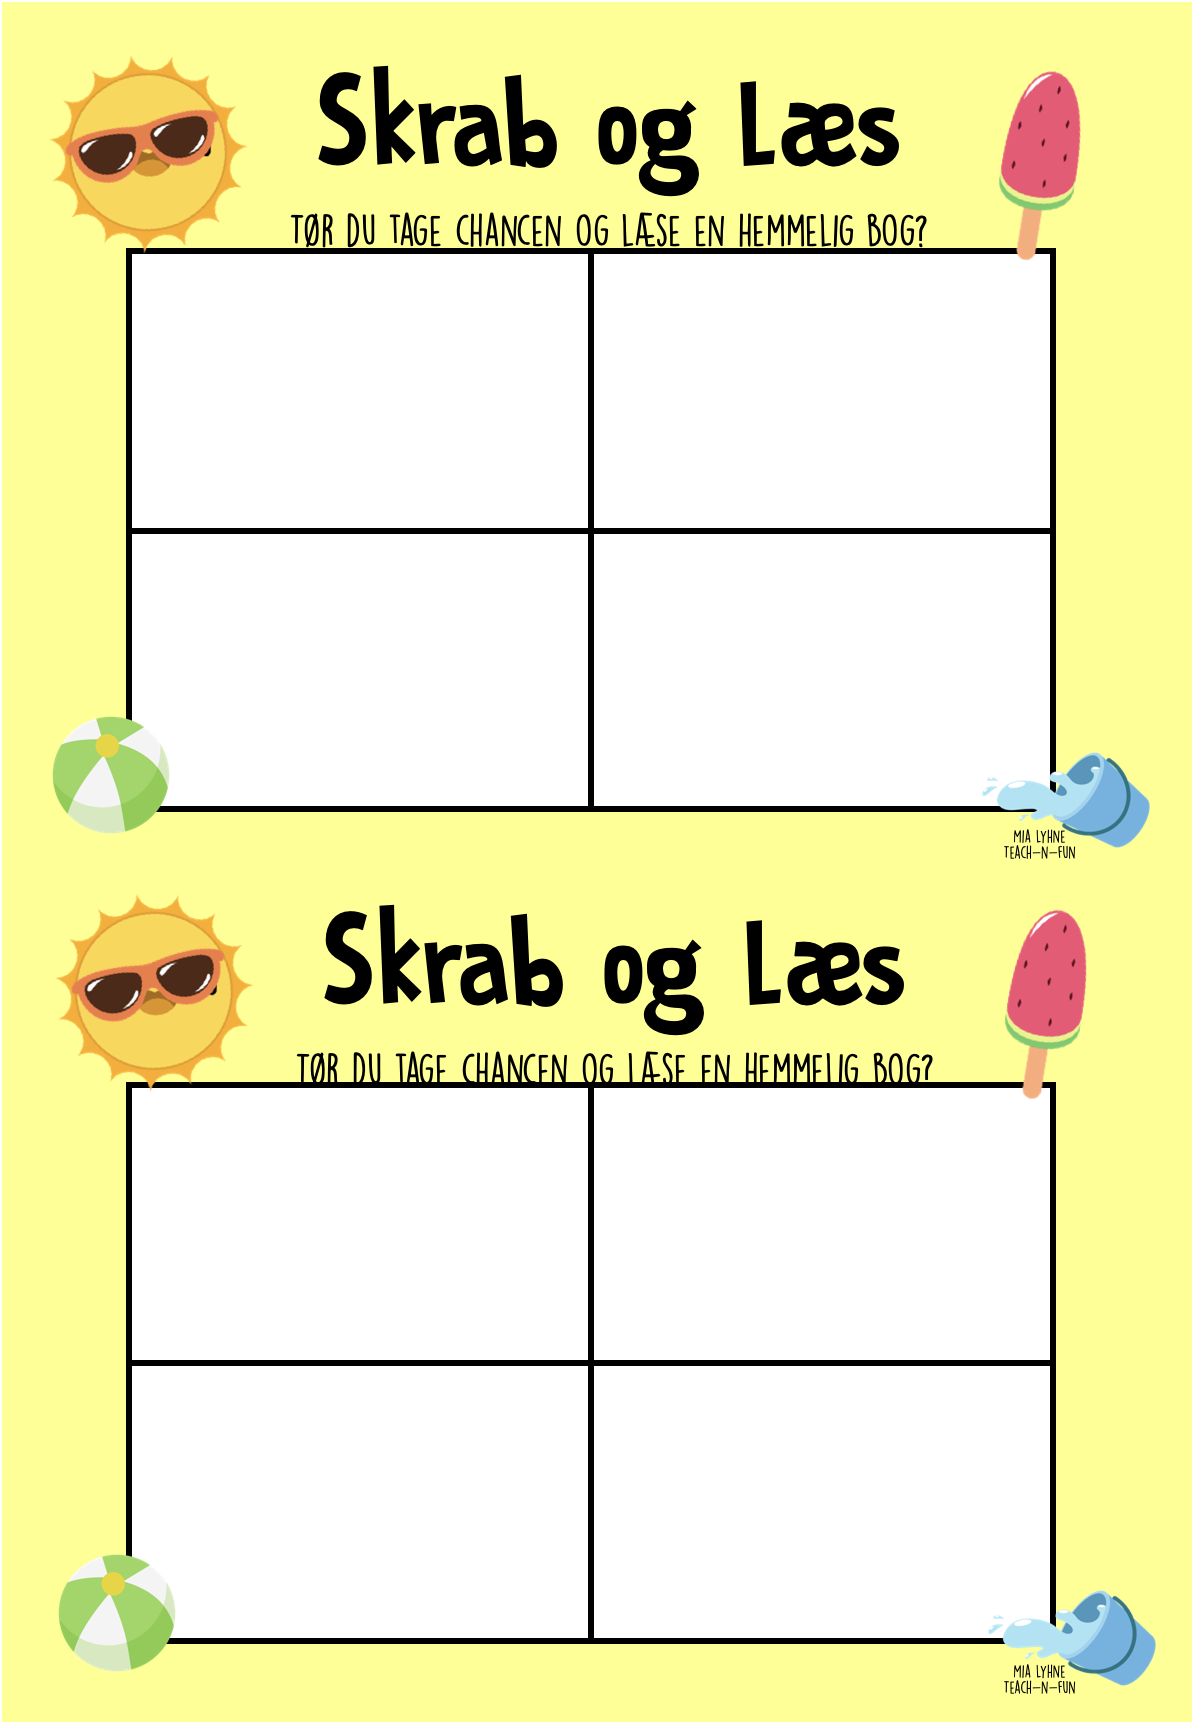 Skrab og Læs
TØR DU TAGE CHANCEN OG LÆSE EN HEMMELIG BOG?
MIA LYHNE
TEACH-N-FUN
Skrab og Læs
TØR DU TAGE CHANCEN OG LÆSE EN HEMMELIG BOG?
MIA LYHNE
TEACH-N-FUN